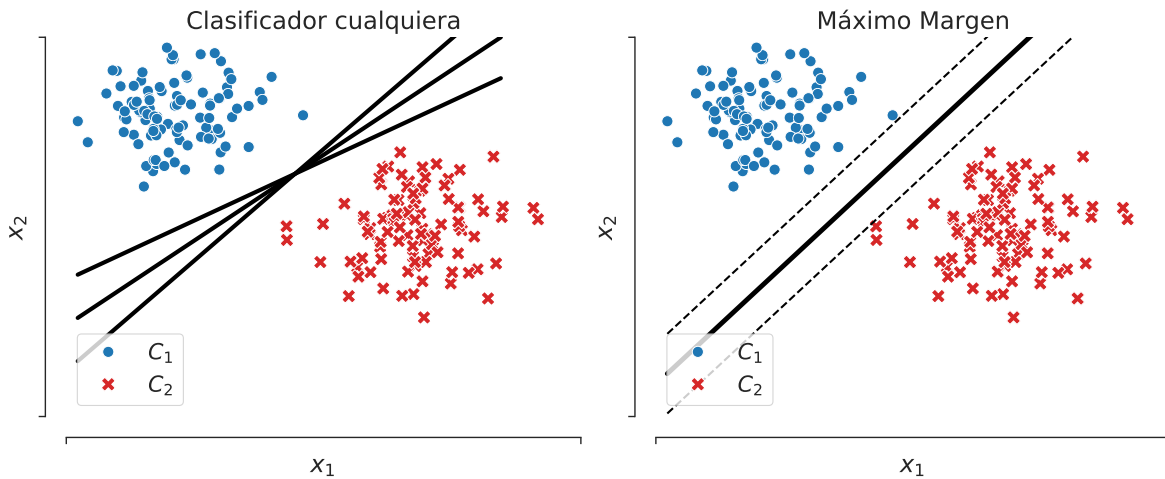 Clasificador cualquiera
x₂
C₁
C₂
x₁
Máximo Margen
x₂
C₁
C₂
x₁